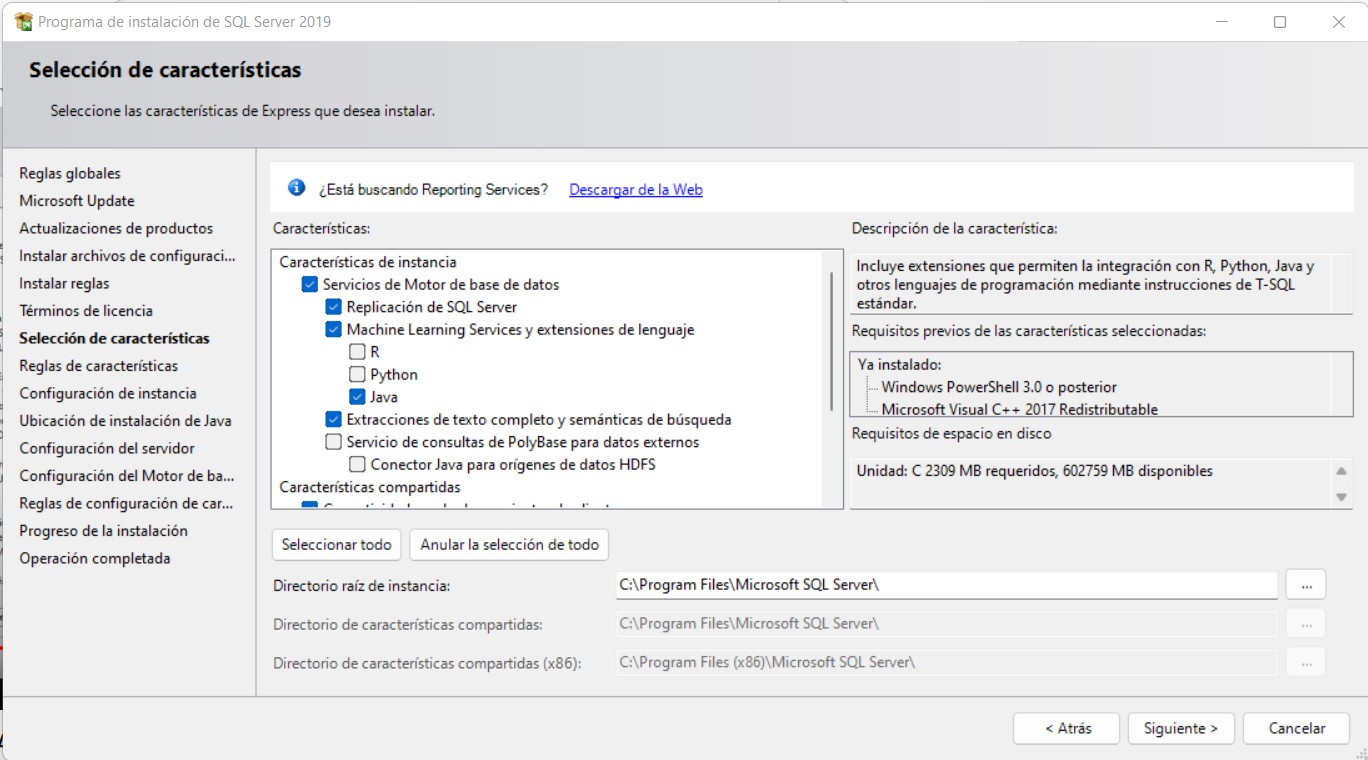 Programa de instalación de SQL Server 2019
Selección de características
Seleccione las características de Express que desea instalar.
Reglas globales
Microsoft Update
Actualizaciones de productos
Instalar archivos de configuraci...
Instalar reglas
Términos de licencia
Selección de características
Reglas de características
Configuración de instancia
Ubicación de instalación de Java
Configuración del servidor
Configuración del Motor de ba...
Reglas de configuración de car...
Progreso de la instalación
Operación completada
¿Está buscando Reporting Services? Descargar de la Web
Características:
Características de instancia
Servicios de Motor de base de datos
Replicación de SQL Server
Machine Learning Services y extensiones de lenguaje
R
Python
Java
Extracciones de texto completo y semánticas de búsqueda
Servicio de consultas de PolyBase para datos externos
Conector Java para orígenes de datos HDFS
Características compartidas
Descripción de la característica:
Incluye extensiones que permiten la integración con R, Python, Java y
otros lenguajes de programación mediante instrucciones de T-SQL
estándar.
Requisitos previos de las características seleccionadas:
Ya instalado:
Windows PowerShell 3.0 o posterior
Microsoft Visual C++ 2017 Redistributable
Requisitos de espacio en disco
Unidad: C 2309 MB requeridos, 602759 MB disponibles
Seleccionar todo
Anular la selección de todo
Directorio raíz de instancia: C:\Program Files\Microsoft SQL Server\ ...
Directorio de características compartidas: C:\Program Files\Microsoft SQL Server\ ...
Directorio de características compartidas (x86): C:\Program Files (x86)\Microsoft SQL Server\ ...
< Atrás
Siguiente >
Cancelar